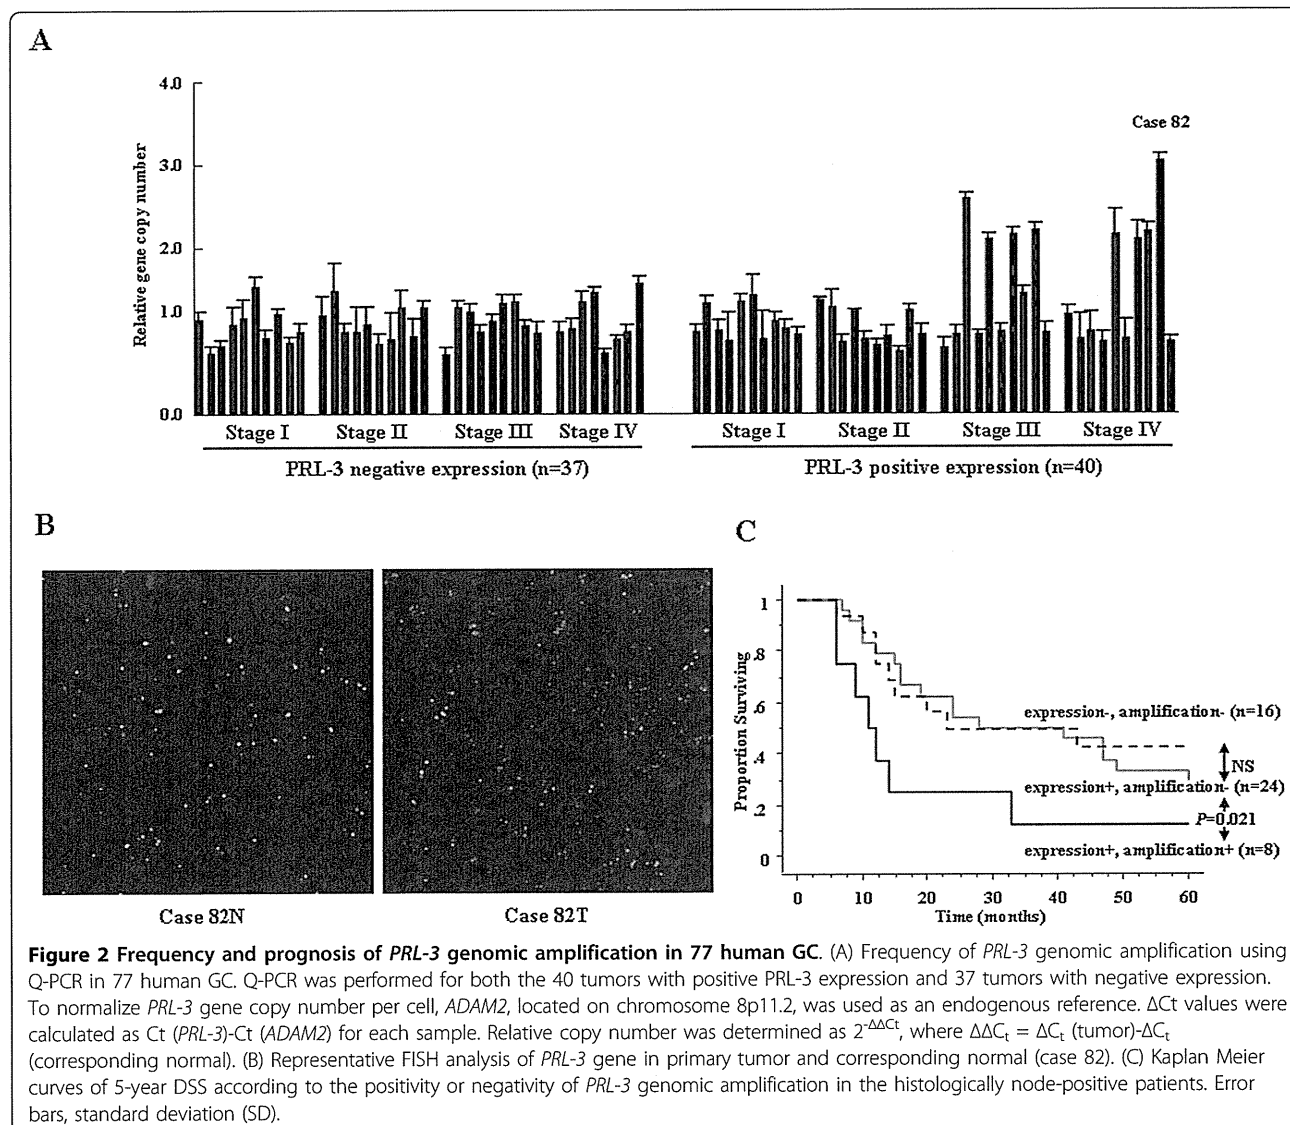 A
4.0
3.0
2.0
1.0
0.0
Relative gene copy number
Case 82
Stage I Stage II Stage III Stage IV Stage I Stage II Stage III Stage IV
PRL-3 negative expression (n=37) PRL-3 positive expression (n=40)
B
Case 82N Case 82T
C
1
.8
.6
.4
.2
0
Proportion Surviving
expression-, amplification- (n=16)
NS
expression+, amplification- (n=24)
P=0.021
expression+, amplification+ (n=8)
0 10 20 30 40 50 60
Time (months)
Figure 2 Frequency and prognosis of PRL-3 genomic amplification in 77 human GC. (A) Frequency of PRL-3 genomic amplification using
Q-PCR in 77 human GC. Q-PCR was performed for both the 40 tumors with positive PRL-3 expression and 37 tumors with negative expression.
To normalize PRL-3 gene copy number per cell, ADAM2, located on chromosome 8p11.2, was used as an endogenous reference. ΔCt values were
calculated as Ct (PRL-3)-Ct (ADAM2) for each sample. Relative copy number was determined as 2-ΔΔCt, where ΔΔCt = ΔCt (tumor)-ΔCt
(corresponding normal). (B) Representative FISH analysis of PRL-3 gene in primary tumor and corresponding normal (case 82). (C) Kaplan Meier
curves of 5-year DSS according to the positivity or negativity of PRL-3 genomic amplification in the histologically node-positive patients. Error
bars, standard deviation (SD).